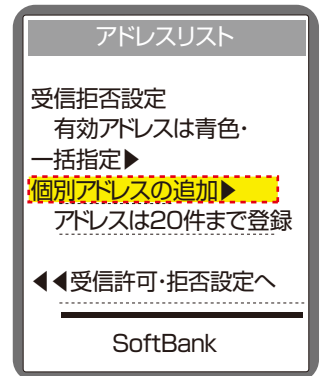 アドレスリスト
受信拒否設定
有効アドレスは青色・
一括指定▶
個別アドレスの追加▶
アドレスは20件まで登録
◀◀受信許可・拒否設定へ
SoftBank